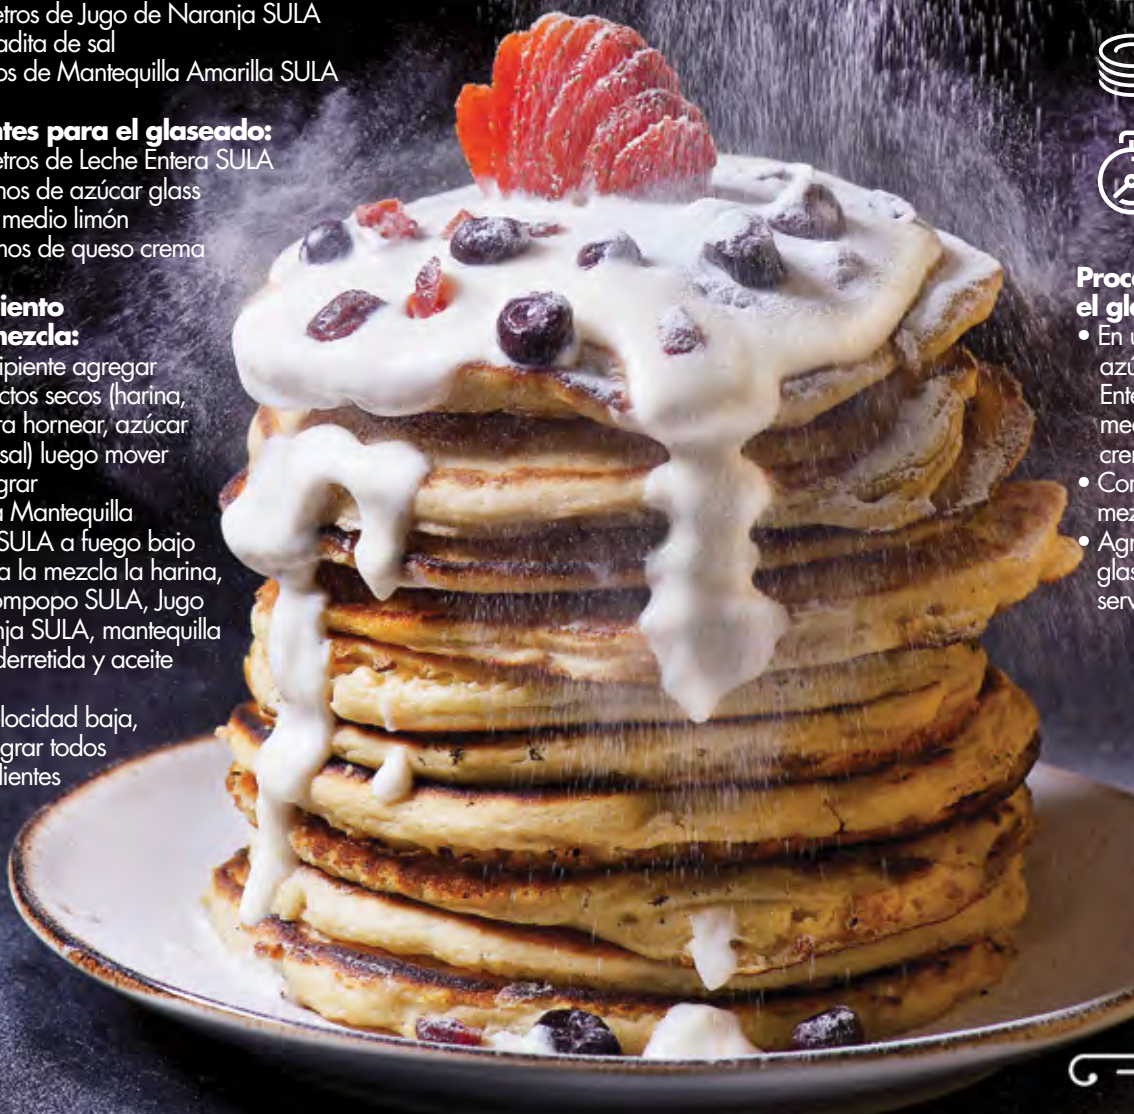 etros de Jugo de Naranja SULA
adita de sal
os de Mantequilla Amarilla SULA
ntes para el glaseado:
etros de Leche Entera SULA
mos de azúcar glass
medio limón
mos de queso crema
iento
mezcla:
ipiente agregar
ctos secos (harina,
ra hornear, azúcar
sal) luego mover
grar
a Mantequilla
SULA a fuego bajo
a la mezcla la harina,
ompopo SULA, Jugo
nja SULA, mantequilla
derretida y aceite
locidad baja,
grar todos
dientes
Proce
el gla
• En u
azú
Ente
med
crem
• Con
mez
• Agr
glas
serv